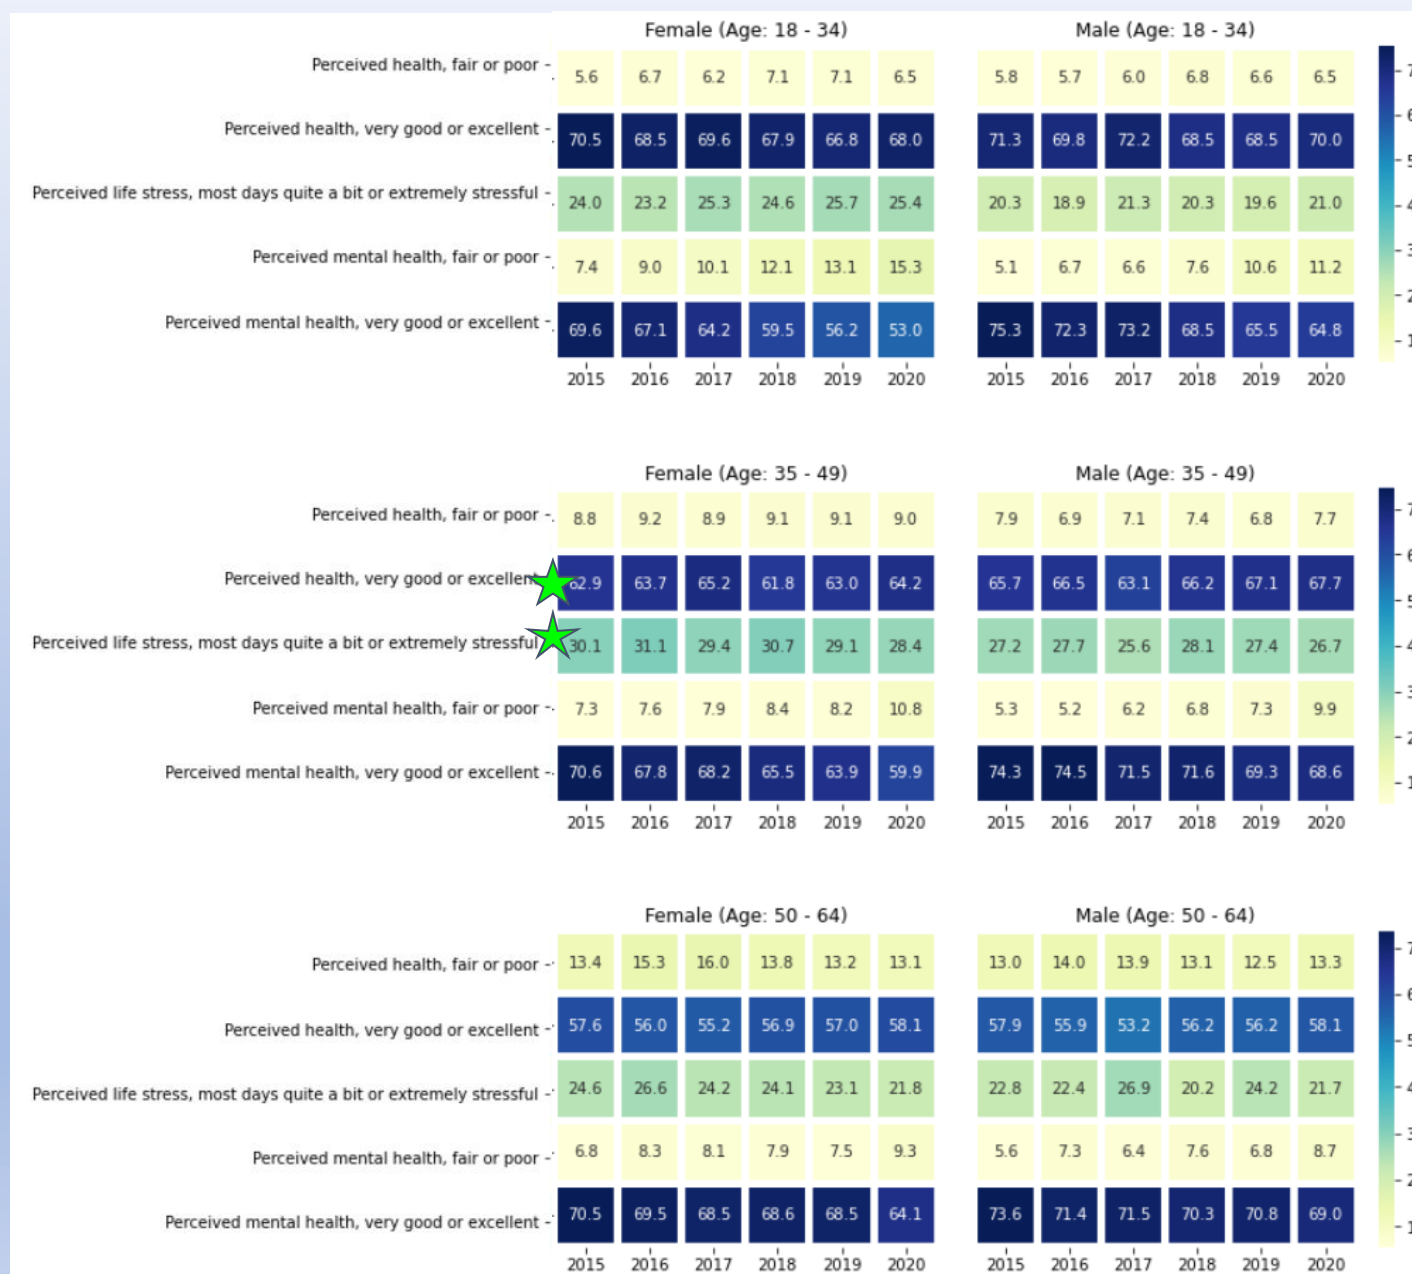 Female (Age: 18 - 34) Male (Age: 18 - 34)
Perceived health, fair or poor 5.6 6.7 6.2 7.1 7.1 6.5 5.8 5.7 6.0 6.8 6.6 6.5
Perceived health, very good or excellent 70.5 68.5 69.6 67.9 66.8 68.0 71.3 69.8 72.2 68.5 68.5 70.0
Perceived life stress, most days quite a bit or extremely stressful 24.0 23.2 25.3 24.6 25.7 25.4 20.3 18.9 21.3 20.3 19.6 21.0
Perceived mental health, fair or poor 7.4 9.0 10.1 12.1 13.1 15.3 5.1 6.7 6.6 7.6 10.6 11.2
Perceived mental health, very good or excellent 69.6 67.1 64.2 59.5 56.2 53.0 75.3 72.3 73.2 68.5 65.5 64.8
2015 2016 2017 2018 2019 2020 2015 2016 2017 2018 2019 2020
Female (Age: 35 - 49) Male (Age: 35 - 49)
Perceived health, fair or poor 8.8 9.2 8.9 9.1 9.1 9.0 7.9 6.9 7.1 7.4 6.8 7.7
Perceived health, very good or excellent 62.9 63.7 65.2 61.8 63.0 64.2 65.7 66.5 63.1 66.2 67.1 67.7
Perceived life stress, most days quite a bit or extremely stressful 30.1 31.1 29.4 30.7 29.1 28.4 27.2 27.7 25.6 28.1 27.4 26.7
Perceived mental health, fair or poor 7.3 7.6 7.9 8.4 8.2 10.8 5.3 5.2 6.2 6.8 7.3 9.9
Perceived mental health, very good or excellent 70.6 67.8 68.2 65.5 63.9 59.9 74.3 74.5 71.5 71.6 69.3 68.6
2015 2016 2017 2018 2019 2020 2015 2016 2017 2018 2019 2020
Female (Age: 50 - 64) Male (Age: 50 - 64)
Perceived health, fair or poor 13.4 15.3 16.0 13.8 13.2 13.1 13.0 14.0 13.9 13.1 12.5 13.3
Perceived health, very good or excellent 57.6 56.0 55.2 56.9 57.0 58.1 57.9 55.9 53.2 56.2 56.2 58.1
Perceived life stress, most days quite a bit or extremely stressful 24.6 26.6 24.2 24.1 23.1 21.8 22.8 22.4 26.9 20.2 24.2 21.7
Perceived mental health, fair or poor 6.8 8.3 8.1 7.9 7.5 9.3 5.6 7.3 6.4 7.6 6.8 8.7
Perceived mental health, very good or excellent 70.5 69.5 68.5 68.6 68.5 64.1 73.6 71.4 71.5 70.3 70.8 69.0
2015 2016 2017 2018 2019 2020 2015 2016 2017 2018 2019 2020